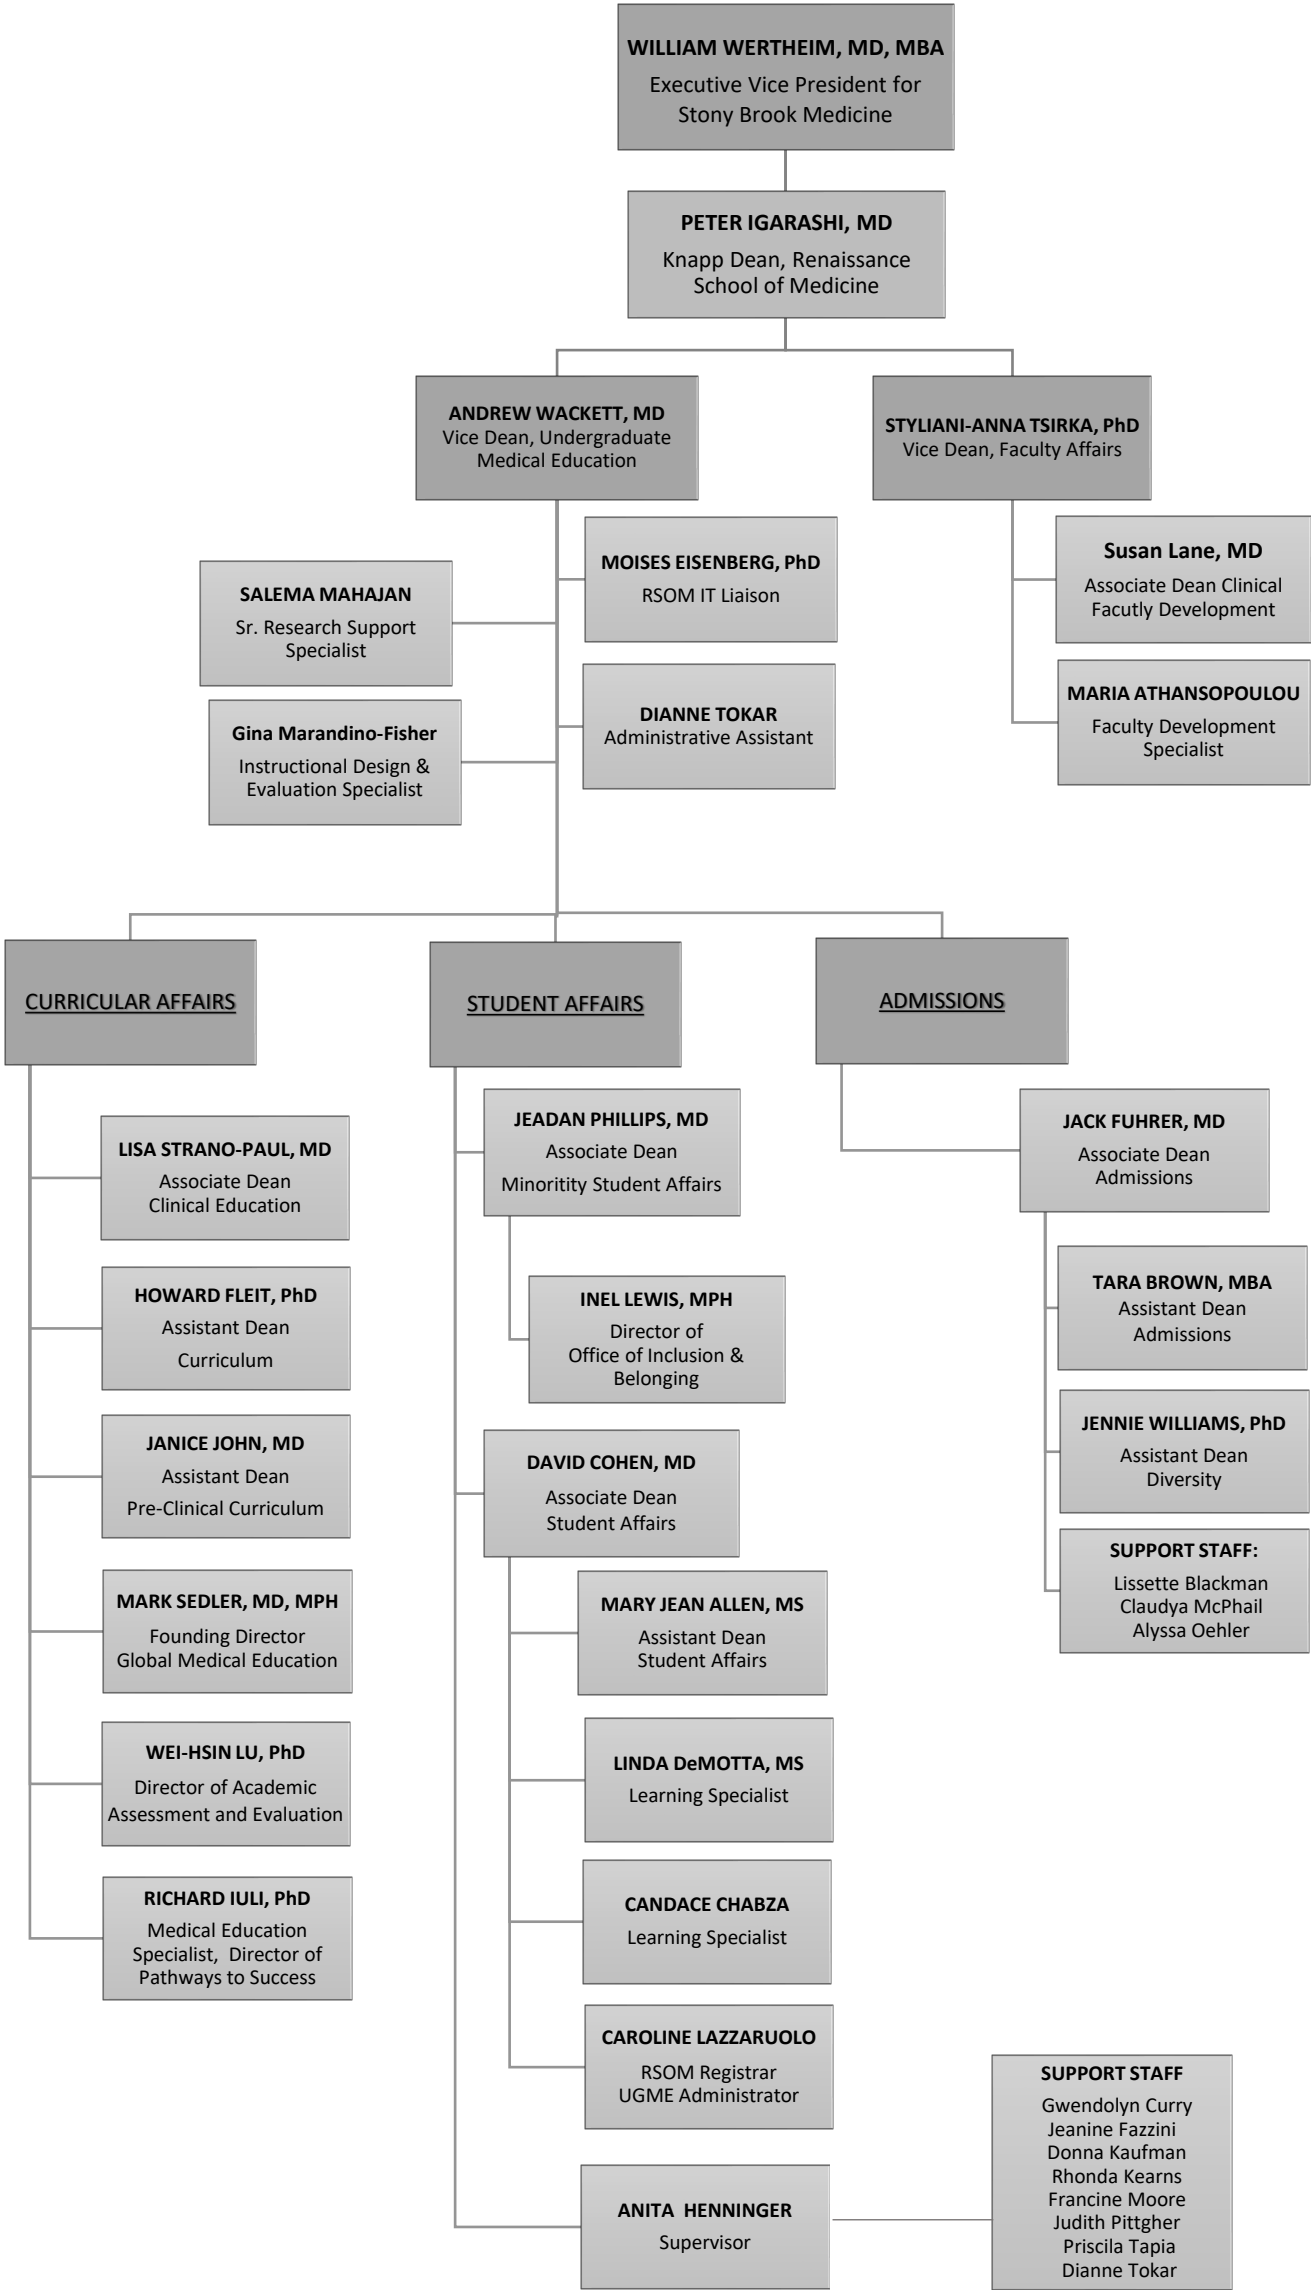 WILLIAM WERTHEIM, MD, MBA
Executive Vice President for
Stony Brook Medicine
PETER IGARASHI, MD
Knapp Dean, Renaissance
School of Medicine
ANDREW WACKETT, MD
Vice Dean, Undergraduate
Medical Education
STYLIANI-ANNA TSIRKA, PhD
Vice Dean, Faculty Affairs
MOISES EISENBERG, PhD
RSOM IT Liaison
SALEMA MAHAJAN
Sr. Research Support
Specialist
DIANNE TOKAR
Administrative Assistant
Gina Marandino-Fisher
Instructional Design &
Evaluation Specialist
Susan Lane, MD
Associate Dean Clinical
Facutly Development
MARIA ATHANSOPOULOU
Faculty Development
Specialist
CURRICULAR AFFAIRS
LISA STRANO-PAUL, MD
Associate Dean
Clinical Education
HOWARD FLEIT, PhD
Assistant Dean
Curriculum
JANICE JOHN, MD
Assistant Dean
Pre-Clinical Curriculum
MARK SEDLER, MD, MPH
Founding Director
Global Medical Education
WEI-HSIN LU, PhD
Director of Academic
Assessment and Evaluation
RICHARD IULI, PhD
Medical Education
Specialist, Director of
Pathways to Success
STUDENT AFFAIRS
JEADAN PHILLIPS, MD
Associate Dean
Minoritity Student Affairs
INEL LEWIS, MPH
Director of
Office of Inclusion &
Belonging
DAVID COHEN, MD
Associate Dean
Student Affairs
MARY JEAN ALLEN, MS
Assistant Dean
Student Affairs
LINDA DeMOTTA, MS
Learning Specialist
CANDACE CHABZA
Learning Specialist
CAROLINE LAZZARUOLO
RSOM Registrar
UGME Administrator
ANITA HENNINGER
Supervisor
SUPPORT STAFF
Gwendolyn Curry
Jeanine Fazzini
Donna Kaufman
Rhonda Kearns
Francine Moore
Judith Pittgher
Priscila Tapia
Dianne Tokar
ADMISSIONS
JACK FUHRER, MD
Associate Dean
Admissions
TARA BROWN, MBA
Assistant Dean
Admissions
JENNIE WILLIAMS, PhD
Assistant Dean
Diversity
SUPPORT STAFF:
Lissette Blackman
Claudya McPhail
Alyssa Oehler